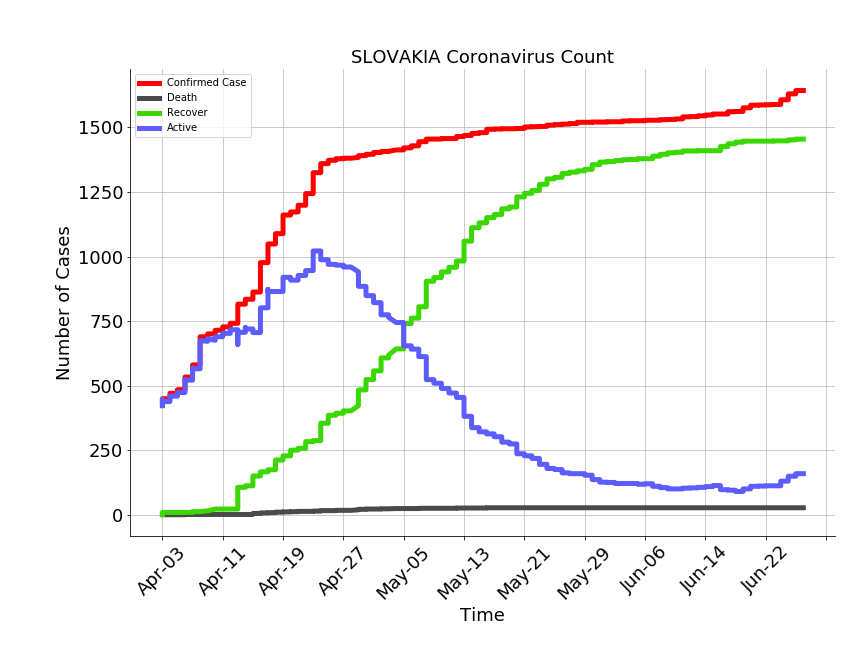 SLOVAKIA Coronavirus Count
Confirmed Case
Death
Recover
Active
Number of Cases
1500
1250
1000
750
500
250
0
Apr-03
Apr-11
Apr-19
Apr-27
May-05
May-13
May-21
May-29
Jun-06
Jun-14
Jun-22
Time